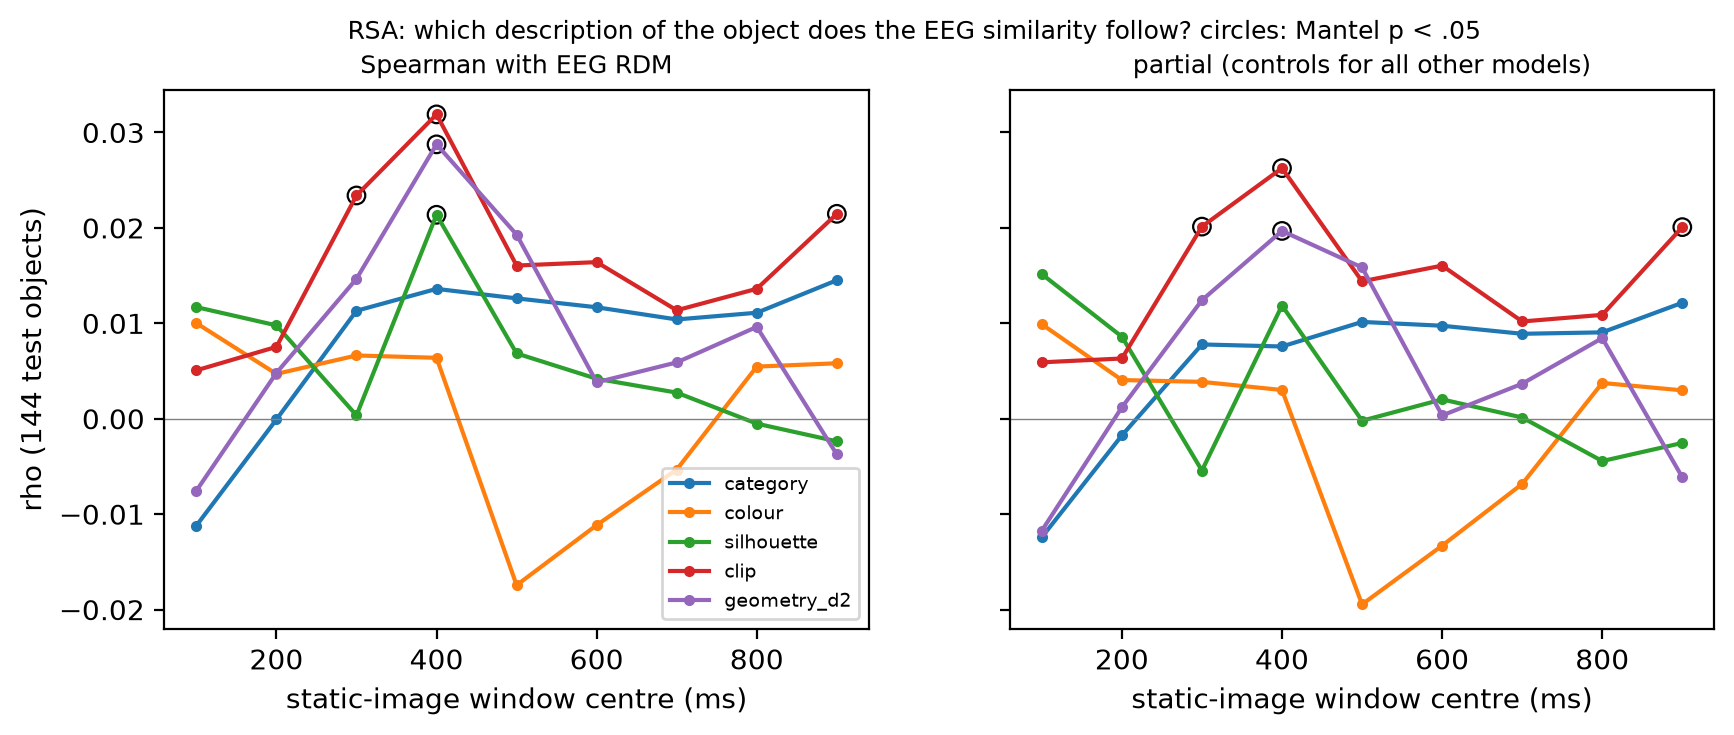 RSA: which description of the object does the EEG similarity follow? circles: Mantel p < .05
Spearman with EEG RDM
partial (controls for all other models)
rho (144 test objects)
0.03
0.02
0.01
0.00
−0.01
−0.02
category
colour
silhouette
clip
geometry_d2
200 400 600 800
200 400 600 800
static-image window centre (ms)
static-image window centre (ms)